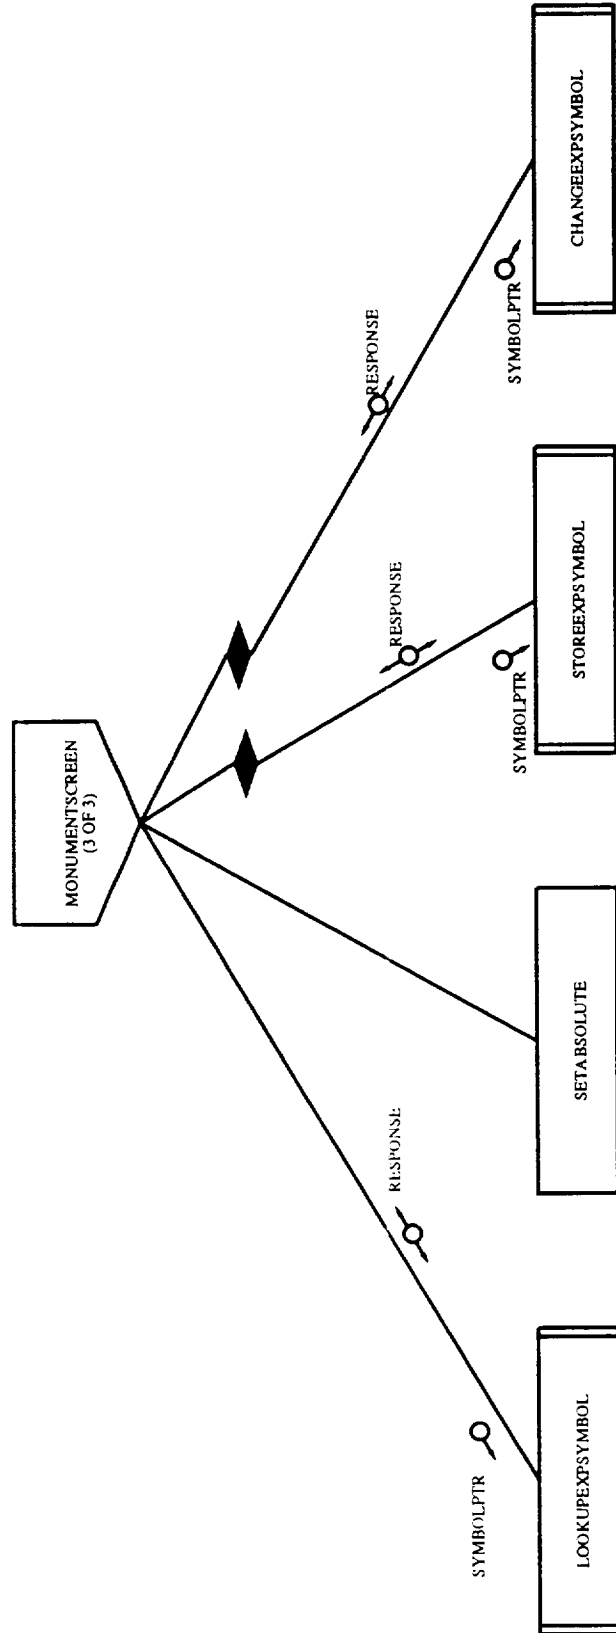 MONUMENTSCREEN
(3 OF 3)
RESPONSE
RESPONSE
RESPONSE
SYMBOLPTR
SYMBOLPTR
SYMBOLPTR
LOOKUPEXPSYMBOL
SETABSOLUTE
STOREEXPSYMBOL
CHANGEEXPSYMBOL